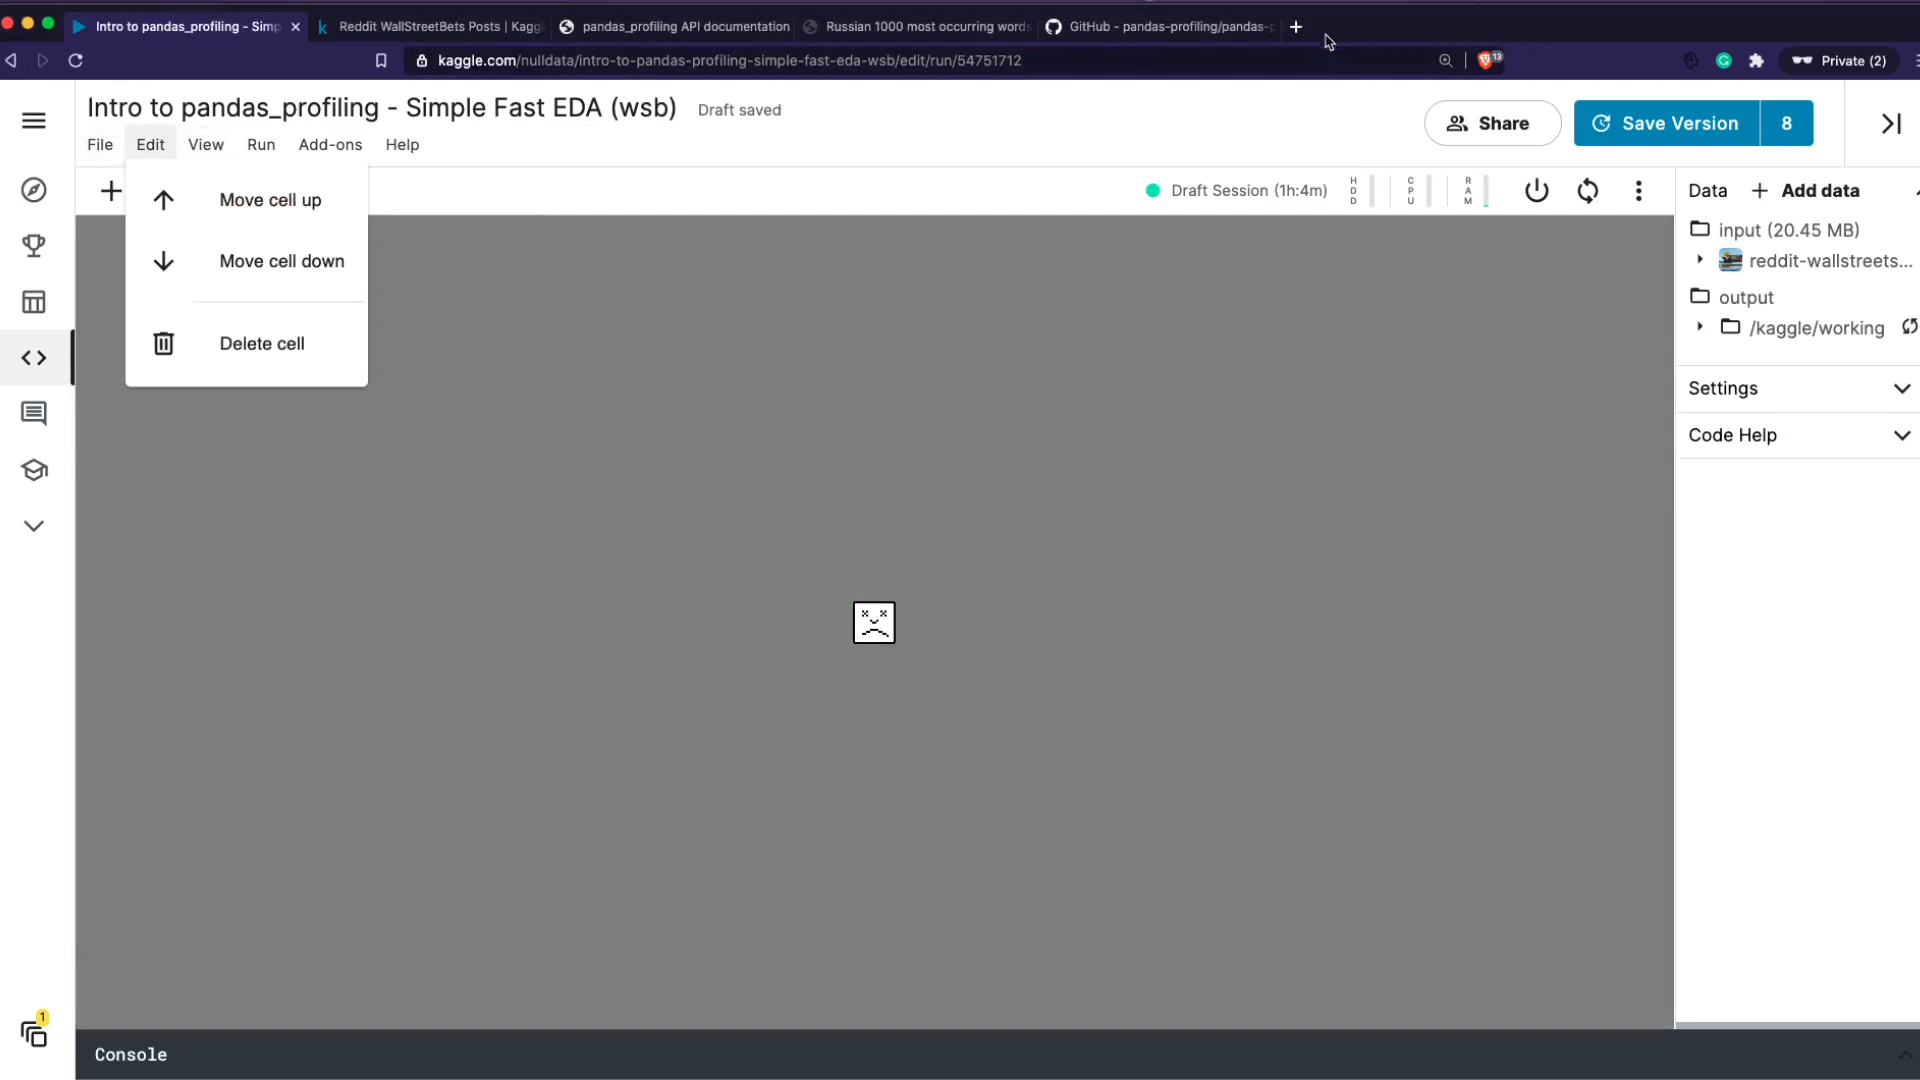 Intro to pandas_profiling - Simp
Reddit WallStreetBets Posts | Kaggl
pandas_profiling API documentation
Russian 1000 most occurring words
GitHub - pandas-profiling/pandas-p
kaggle.com/nulldata/intro-to-pandas-profiling-simple-fast-eda-wsb/edit/run/54751712
13
Private (2)
Intro to pandas_profiling - Simple Fast EDA (wsb)
Draft saved
Share
Save Version
8
File
Edit
View
Run
Add-ons
Help
Move cell up
Move cell down
Delete cell
Draft Session (1h:4m)
HDD
CPU
RAM
Data
Add data
input (20.45 MB)
reddit-wallstreets...
output
/kaggle/working
Settings
Code Help
1
Console